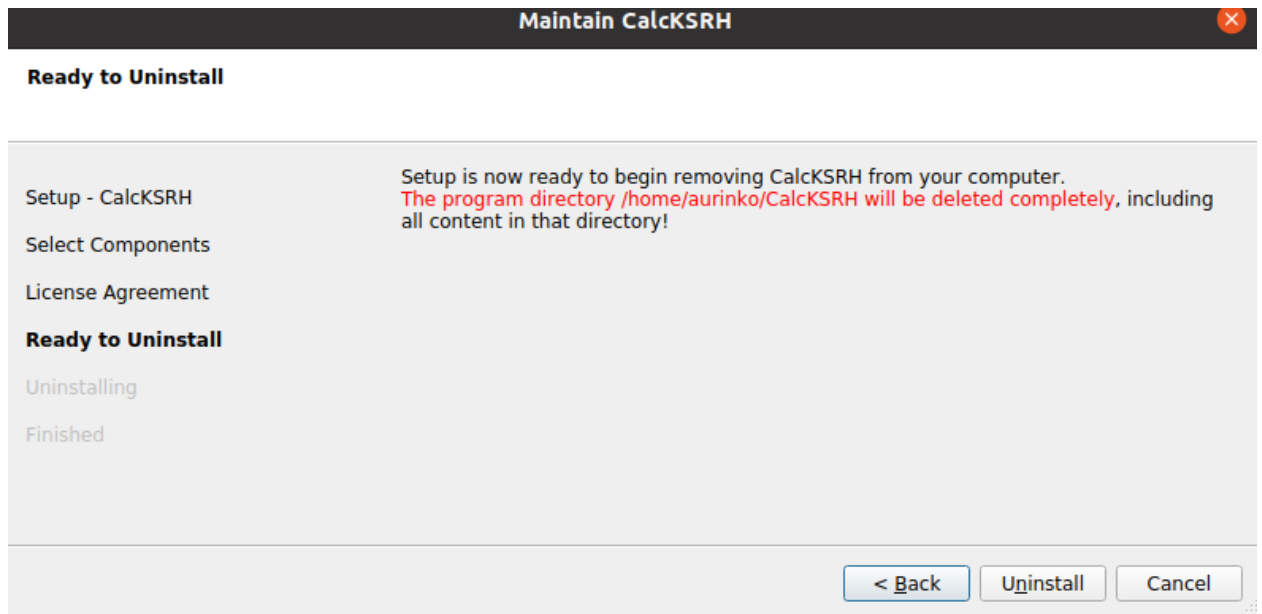 Maintain CalcKSRH
Ready to Uninstall
Setup - CalcKSRH
Select Components
License Agreement
Ready to Uninstall
Uninstalling
Finished
Setup is now ready to begin removing CalcKSRH from your computer.
The program directory /home/aurinko/CalcKSRH will be deleted completely, including
all content in that directory!
< Back
Uninstall
Cancel